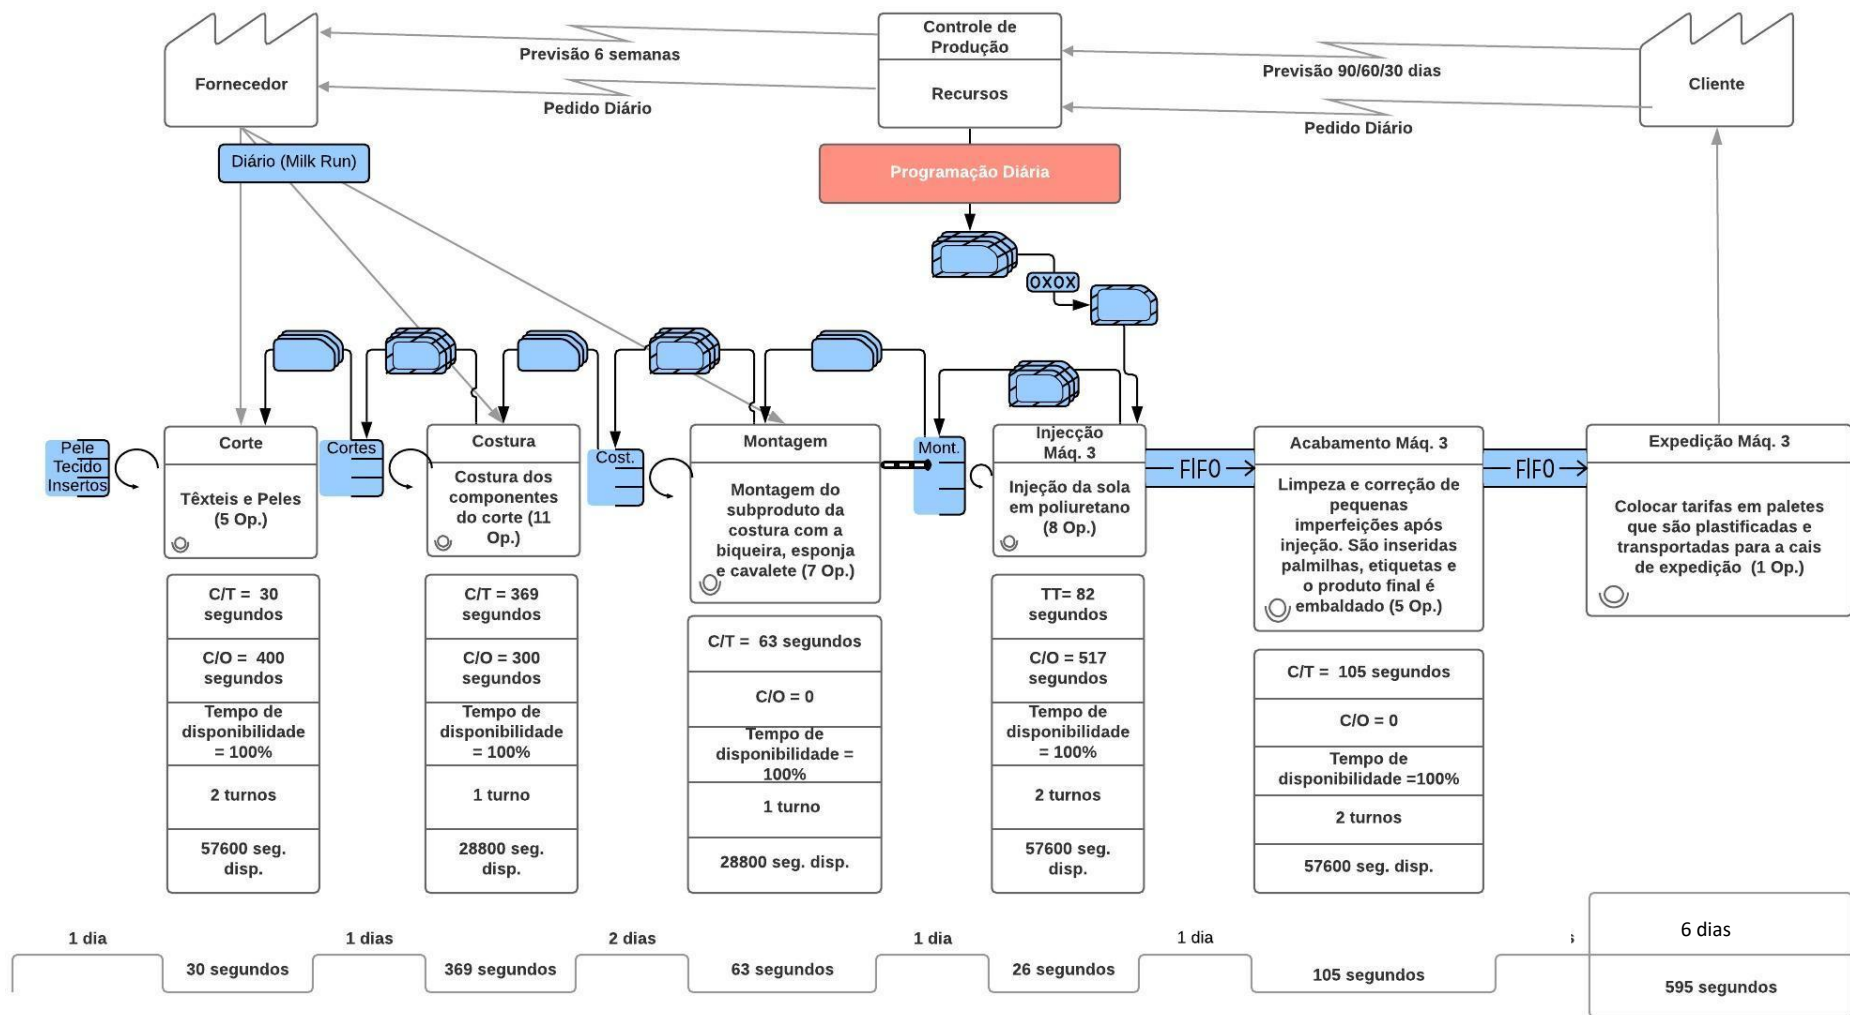 Fornecedor
Previsão 6 semanas
Pedido Diário
Controle de
Produção
Recursos
Previsão 90/60/30 dias
Pedido Diário
Cliente
Diário (Milk Run)
Programação Diária
OXOX
Pele
Tecido
Insertos
Corte
Têxteis e Peles
(5 Op.)
Cortes
Costura
Costura dos
componentes
do corte (11
Op.)
Cost.
Montagem
Montagem do
subproduto da
costura com a
biqueira, esponja
e cavalete (7 Op.)
Mont.
Injecção
Máq. 3
Injeção da sola
em poliuretano
(8 Op.)
FIFO
Acabamento Máq. 3
Limpeza e correção de
pequenas
imperfeições após
injeção. São inseridas
palmilhas, etiquetas e
o produto final é
embaldado (5 Op.)
FIFO
Expedição Máq. 3
Colocar tarifas em paletes
que são plastificadas e
transportadas para a cais
de expedição (1 Op.)
C/T = 30
segundos
C/O = 400
segundos
Tempo de
disponibilidade
= 100%
2 turnos
57600 seg.
disp.
C/T = 369
segundos
C/O = 300
segundos
Tempo de
disponibilidade
= 100%
1 turno
28800 seg.
disp.
C/T = 63 segundos
C/O = 0
Tempo de
disponibilidade =
100%
1 turno
28800 seg. disp.
TT= 82
segundos
C/O = 517
segundos
Tempo de
disponibilidade
= 100%
2 turnos
57600 seg.
disp.
C/T = 105 segundos
C/O = 0
Tempo de
disponibilidade =100%
2 turnos
57600 seg. disp.
1 dia
30 segundos
1 dias
369 segundos
2 dias
63 segundos
1 dia
26 segundos
1 dia
105 segundos
6 dias
595 segundos